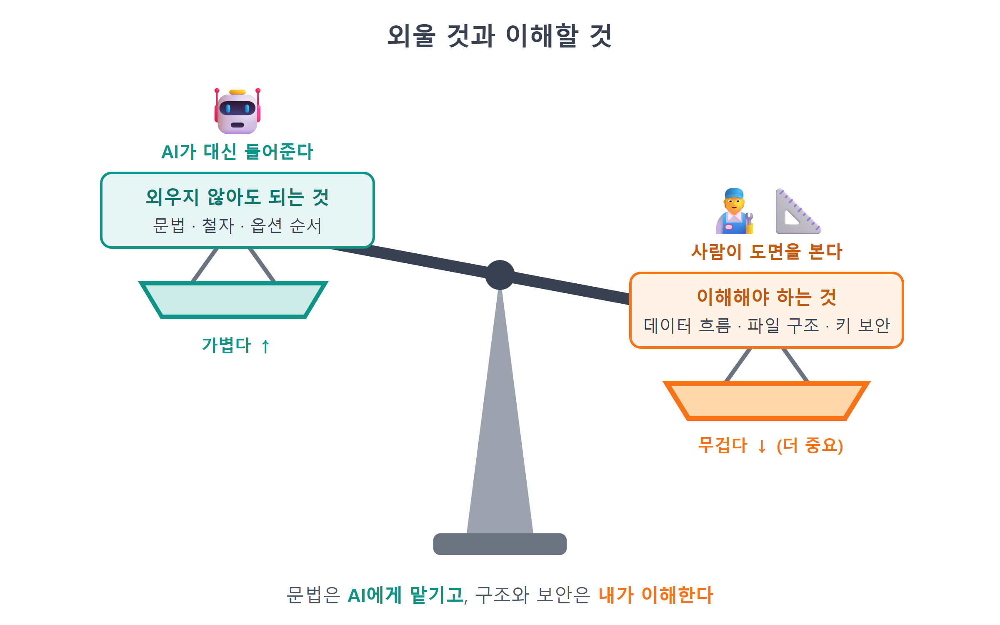 외울 것과 이해할 것
AI가 대신 들어준다
외우지 않아도 되는 것
문법 · 철자 · 옵션 순서
가볍다 ↑
사람이 도면을 본다
이해해야 하는 것
데이터 흐름 · 파일 구조 · 키 보안
무겁다 ↓ (더 중요)
문법은 AI에게 맡기고, 구조와 보안은 내가 이해한다